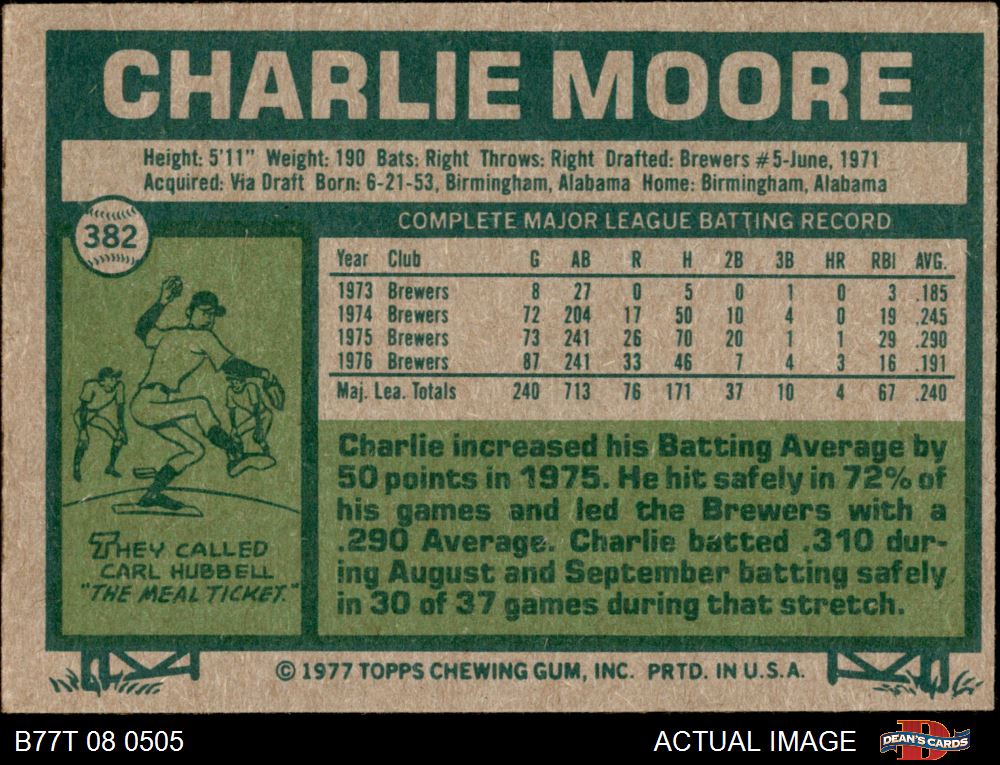 CHARLIE MOORE
Height: 5'11" Weight: 190 Bats: Right Throws: Right Drafted: Brewers #5-June, 1971
Acquired: Via Draft Born: 6-21-53, Birmingham, Alabama Home: Birmingham, Alabama
382
COMPLETE MAJOR LEAGUE BATTING RECORD
Year Club G AB R H 2B 3B HR RBI AVG.
1973 Brewers 8 27 0 5 0 1 0 3 .185
1974 Brewers 72 204 17 50 10 4 0 19 .245
1975 Brewers 73 241 26 70 20 1 1 29 .290
1976 Brewers 87 241 33 46 7 4 3 16 .191
Maj. Lea. Totals 240 713 76 171 37 10 4 67 .240
THEY CALLED
CARL HUBBELL
"THE MEAL TICKET."
Charlie increased his Batting Average by
50 points in 1975. He hit safely in 72% of
his games and led the Brewers with a
.290 Average. Charlie batted .310 dur-
ing August and September batting safely
in 30 of 37 games during that stretch.
© 1977 TOPPS CHEWING GUM, INC. PRTD. IN U.S.A.
B77T 08 0505
ACTUAL IMAGE
DEAN'S CARDS